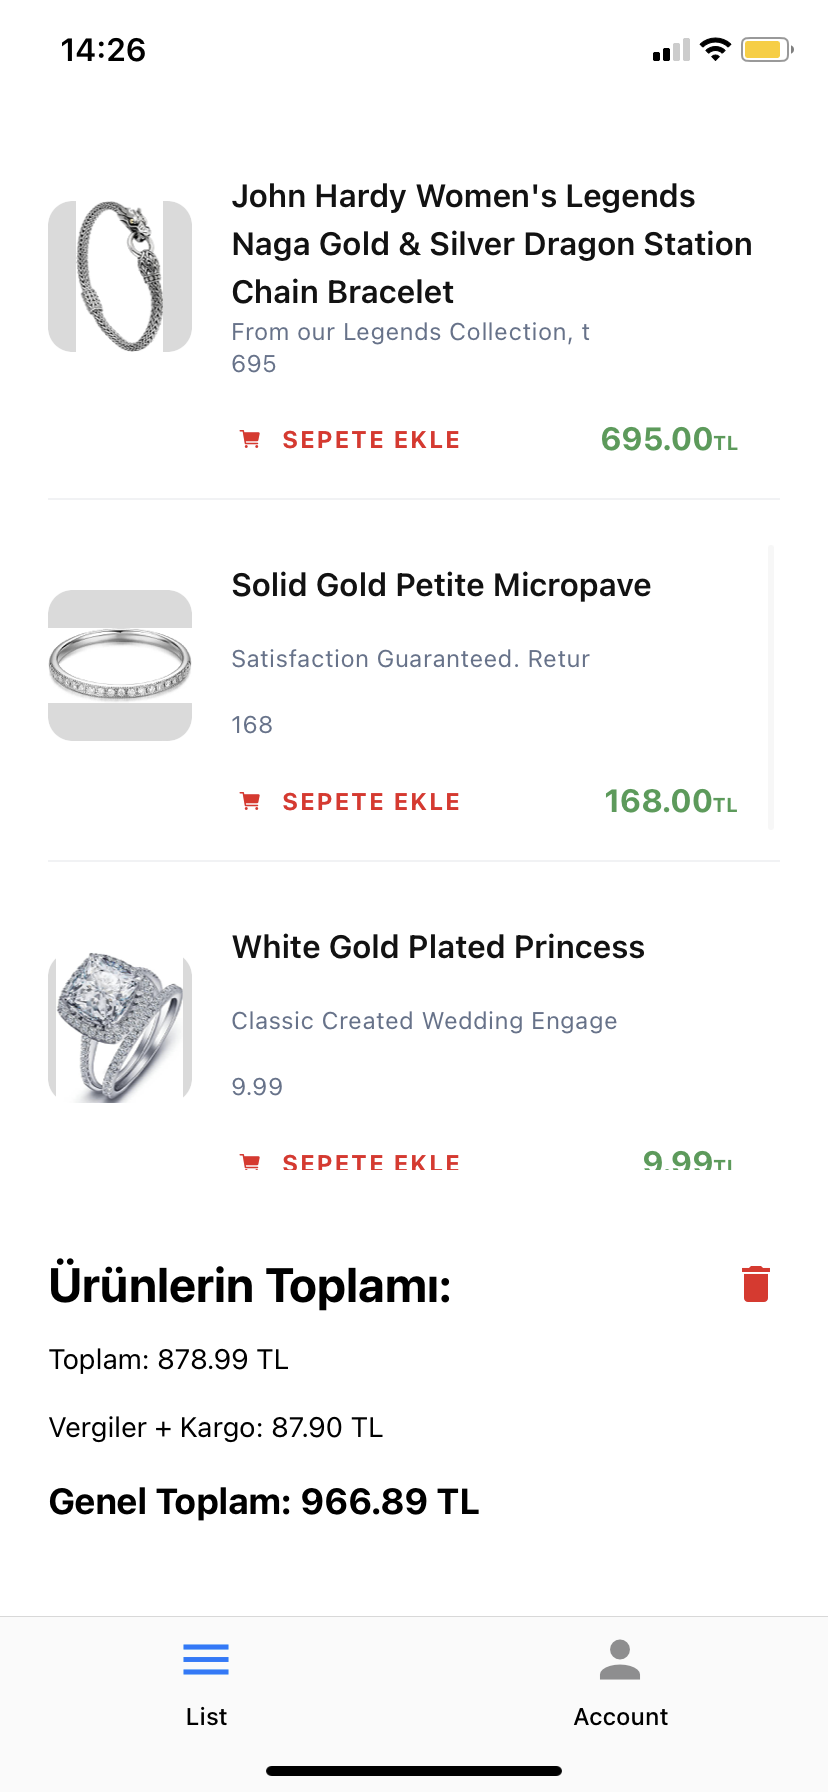 14:26
John Hardy Women's Legends
Naga Gold & Silver Dragon Station
Chain Bracelet
From our Legends Collection, t
695
SEPETE EKLE 695.00TL
Solid Gold Petite Micropave
Satisfaction Guaranteed. Retur
168
SEPETE EKLE 168.00TL
White Gold Plated Princess
Classic Created Wedding Engage
9.99
SEPETE EKLE 9.99TL
Ürünlerin Toplamı:
Toplam: 878.99 TL
Vergiler + Kargo: 87.90 TL
Genel Toplam: 966.89 TL
List Account